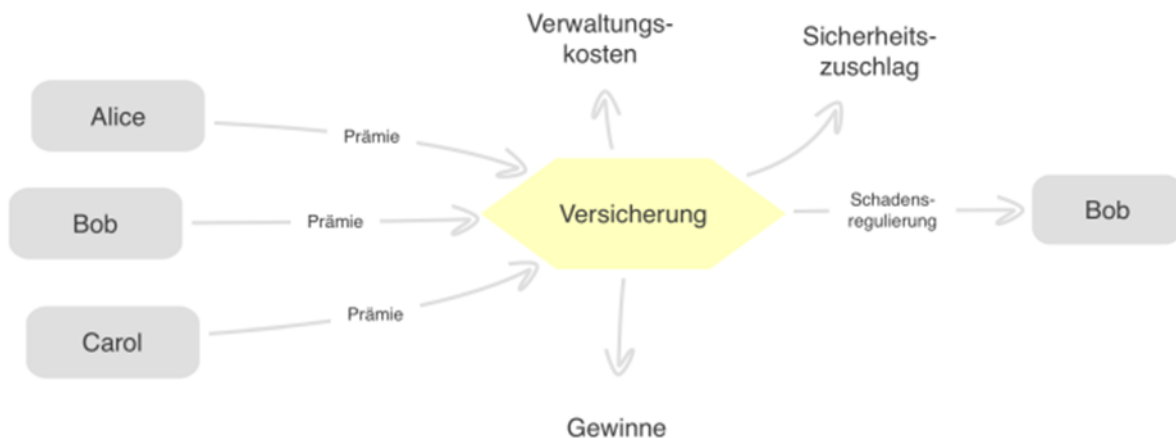 Verwaltungs-
kosten
Sicherheits-
zuschlag
Alice
Prämie
Bob
Prämie
Versicherung
Schadens-
regulierung
Bob
Carol
Prämie
Gewinne